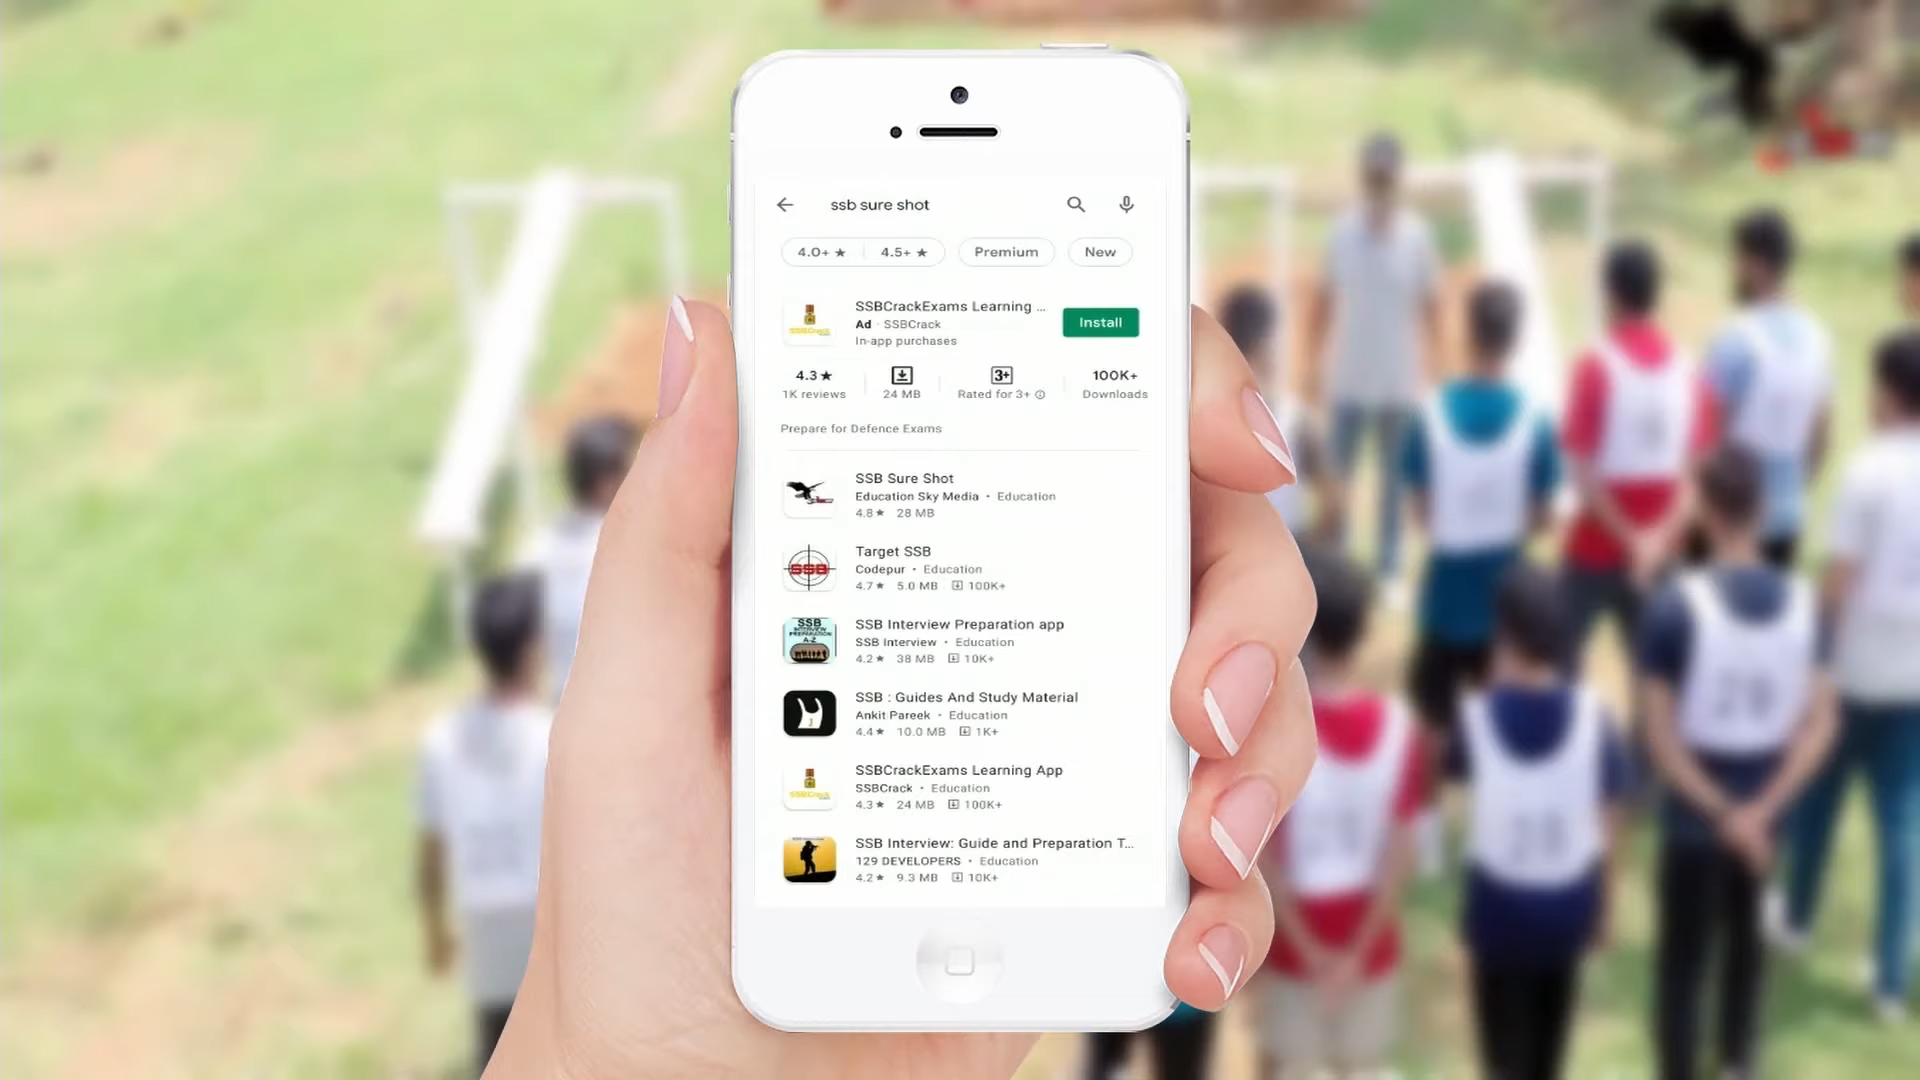 ssb sure shot
4.0+ ★ 4.5+ ★ Premium New
SSBCrackExams Learning ...
Ad · SSBCrack
In-app purchases
Install
4.3 ★ 3+ 100K+
1K reviews 24 MB Rated for 3+ Downloads
Prepare for Defence Exams
SSB Sure Shot
Education Sky Media • Education
4.8 ★ 28 MB
SSB
Target SSB
Codepur • Education
4.7 ★ 5.0 MB 100K+
SSB
INTERVIEW
PREPARATION
A-Z
SSB Interview Preparation app
SSB Interview • Education
4.2 ★ 38 MB 10K+
SSB : Guides And Study Material
Ankit Pareek • Education
4.4 ★ 10.0 MB 1K+
SSBCrack
SSBCrackExams Learning App
SSBCrack • Education
4.3 ★ 24 MB 100K+
SSB Interview: Guide and Preparation T...
129 DEVELOPERS • Education
4.2 ★ 9.3 MB 10K+